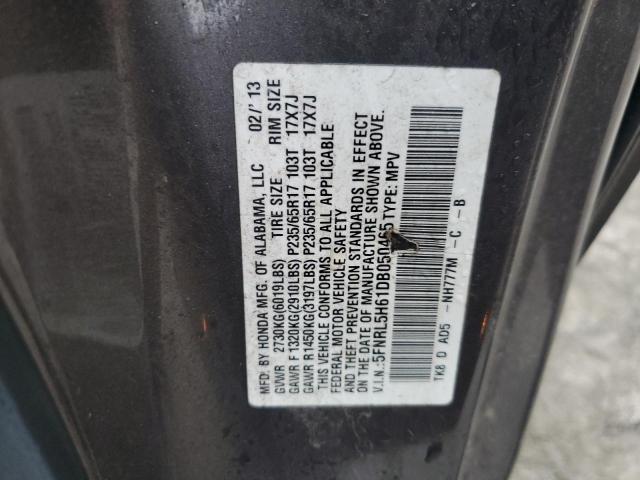 MFD. BY HONDA MFG. OF ALABAMA, LLC 02/'13
GVWR 2730KG(6019LBS) TIRE SIZE RIM SIZE
GAWR F 1320KG(2910LBS) P235/65R17 103T 17X7J
GAWR R 1450KG(3197LBS) P235/65R17 103T 17X7J
THIS VEHICLE CONFORMS TO ALL APPLICABLE
FEDERAL MOTOR VEHICLE SAFETY
AND THEFT PREVENTION STANDARDS IN EFFECT
ON THE DATE OF MANUFACTURE SHOWN ABOVE.
V.I.N.:5FNRL5H61DB050465 TYPE: MPV
TK8 D AD5 - NH777M - C - B